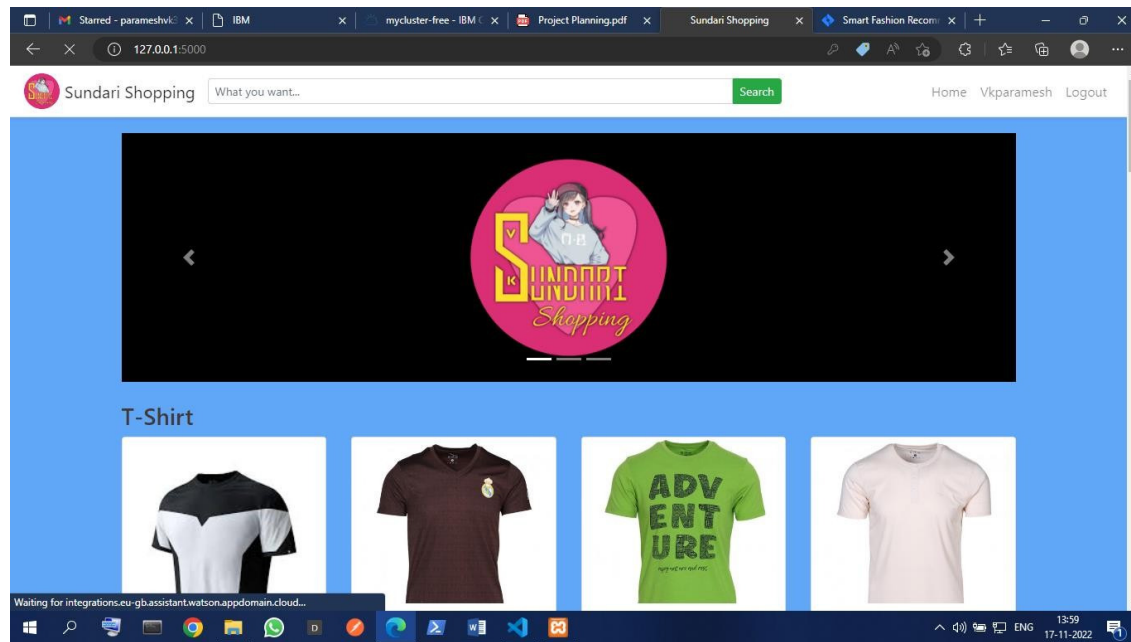 Starred - parameshvk
IBM
mycluster-free - IBM C
Project Planning.pdf
Sundari Shopping
Smart Fashion Recom
127.0.0.1:5000
Sundari Shopping
What you want...
Search
Home
Vkparamesh
Logout
V
K
SUNDARI
Shopping
T-Shirt
ADV
ENT
URE
Waiting for integrations.eu-gb.assistant.watson.appdomain.cloud...
ENG
13:59
17-11-2022